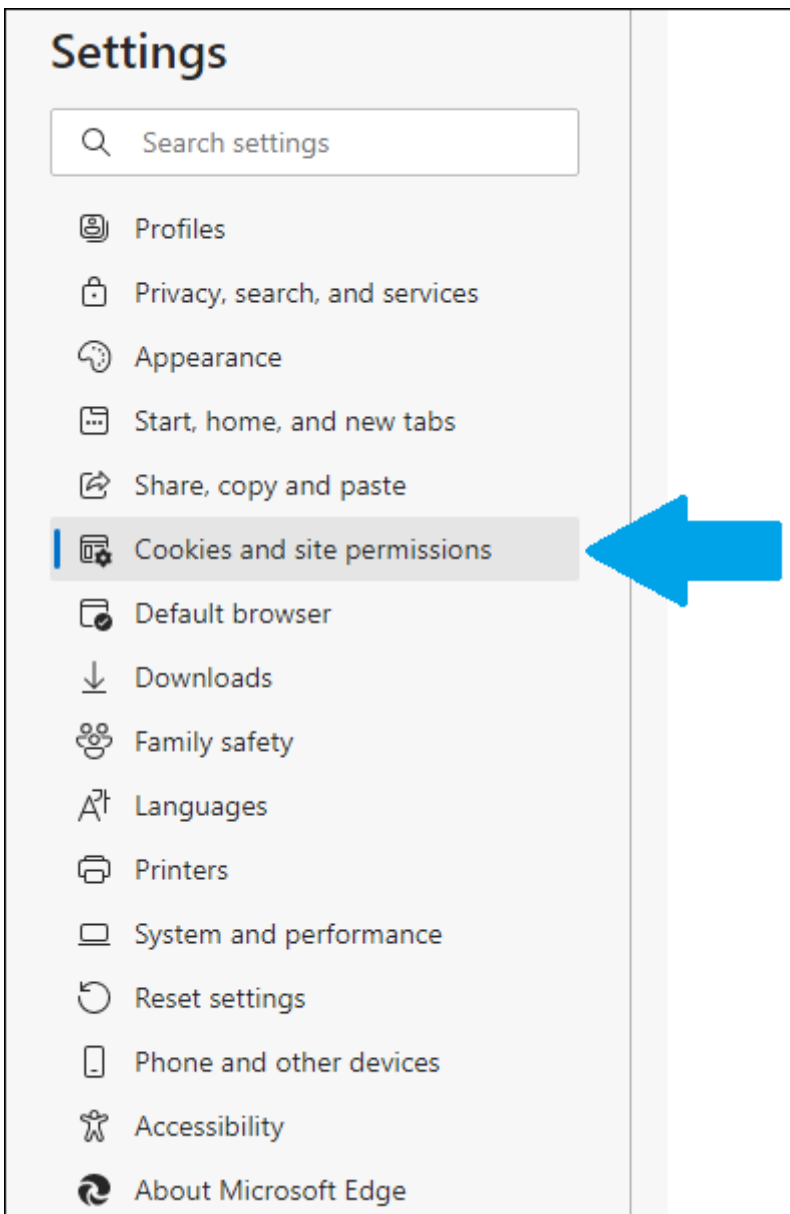 Settings
Search settings
Profiles
Privacy, search, and services
Appearance
Start, home, and new tabs
Share, copy and paste
Cookies and site permissions
Default browser
Downloads
Family safety
Languages
Printers
System and performance
Reset settings
Phone and other devices
Accessibility
About Microsoft Edge